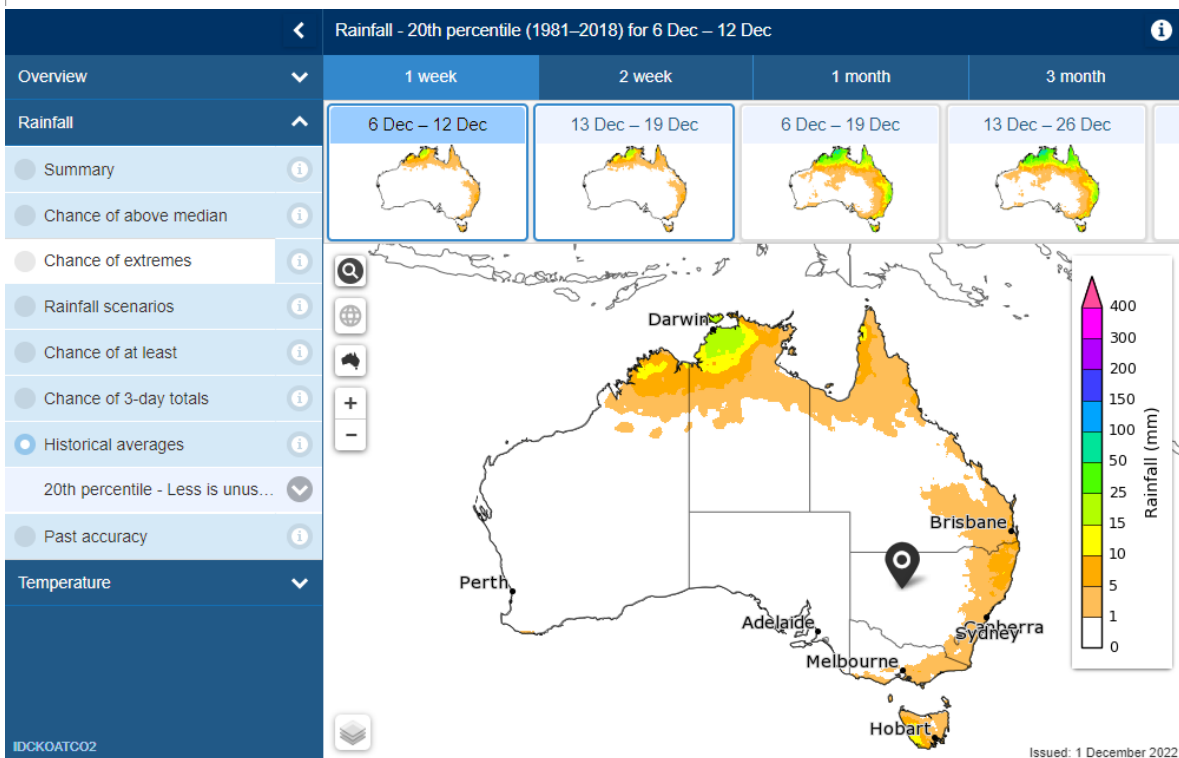 Rainfall - 20th percentile (1981–2018) for 6 Dec – 12 Dec
Overview
1 week
2 week
1 month
3 month
Rainfall
6 Dec – 12 Dec
13 Dec – 19 Dec
6 Dec – 19 Dec
13 Dec – 26 Dec
Summary
Chance of above median
Chance of extremes
Rainfall scenarios
Chance of at least
Chance of 3-day totals
Historical averages
20th percentile - Less is unus...
Past accuracy
Temperature
IDCKOATCO2
+
−
Darwin
Brisbane
Perth
Adelaide
Canberra
Sydney
Melbourne
Hobart
400
300
200
150
100
50
25
15
10
5
1
0
Rainfall (mm)
Issued: 1 December 2022